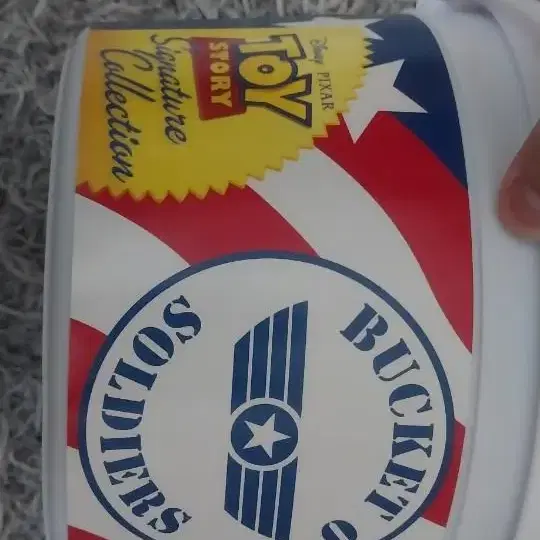 Disney PIXAR
TOY
STORY
Signature
Collection
BUCKET O
SOLDIERS